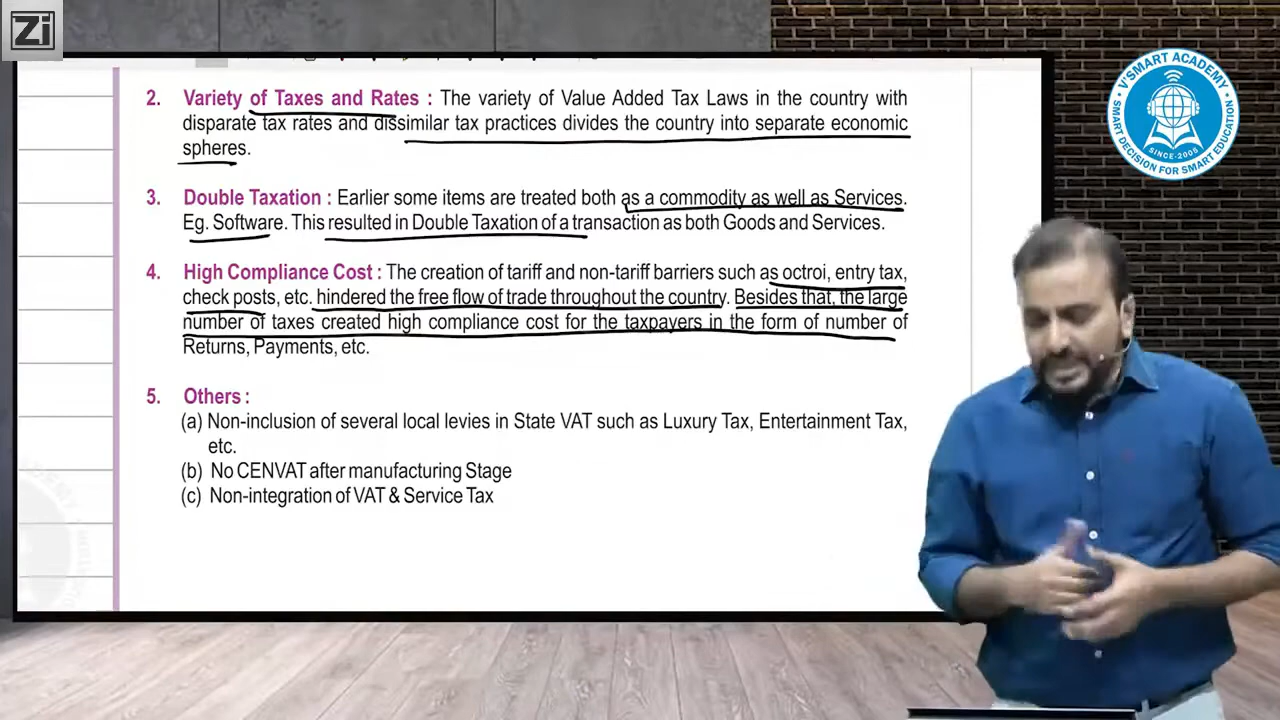 Zi
2. Variety of Taxes and Rates : The variety of Value Added Tax Laws in the country with
disparate tax rates and dissimilar tax practices divides the country into separate economic
spheres.
3. Double Taxation : Earlier some items are treated both as a commodity as well as Services.
Eg. Software. This resulted in Double Taxation of a transaction as both Goods and Services.
4. High Compliance Cost : The creation of tariff and non-tariff barriers such as octroi, entry tax,
check posts, etc. hindered the free flow of trade throughout the country. Besides that, the large
number of taxes created high compliance cost for the taxpayers in the form of number of
Returns, Payments, etc.
5. Others :
(a) Non-inclusion of several local levies in State VAT such as Luxury Tax, Entertainment Tax,
etc.
(b) No CENVAT after manufacturing Stage
(c) Non-integration of VAT & Service Tax
V'SMART ACADEMY
SINCE-2005
SMART DECISION FOR SMART EDUCATION